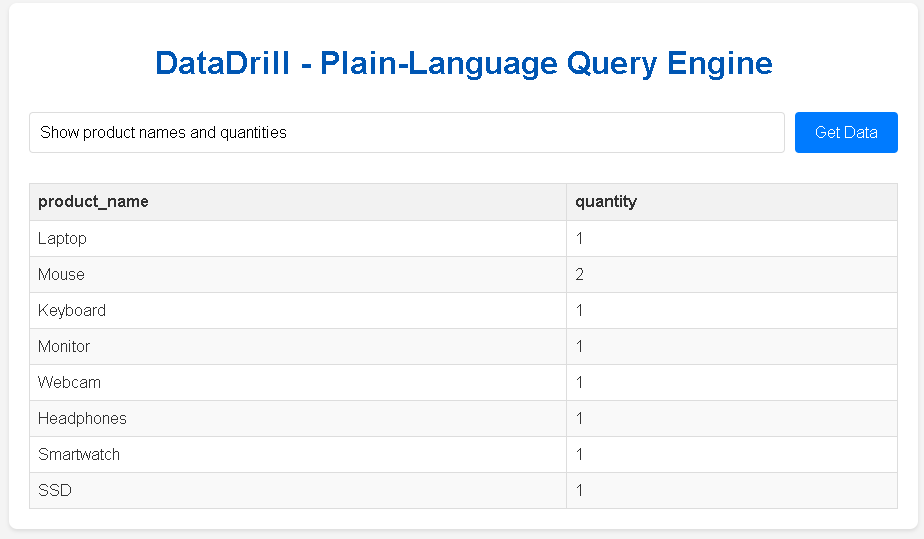 DataDrill - Plain-Language Query Engine
Show product names and quantities Get Data
product_name quantity
Laptop 1
Mouse 2
Keyboard 1
Monitor 1
Webcam 1
Headphones 1
Smartwatch 1
SSD 1